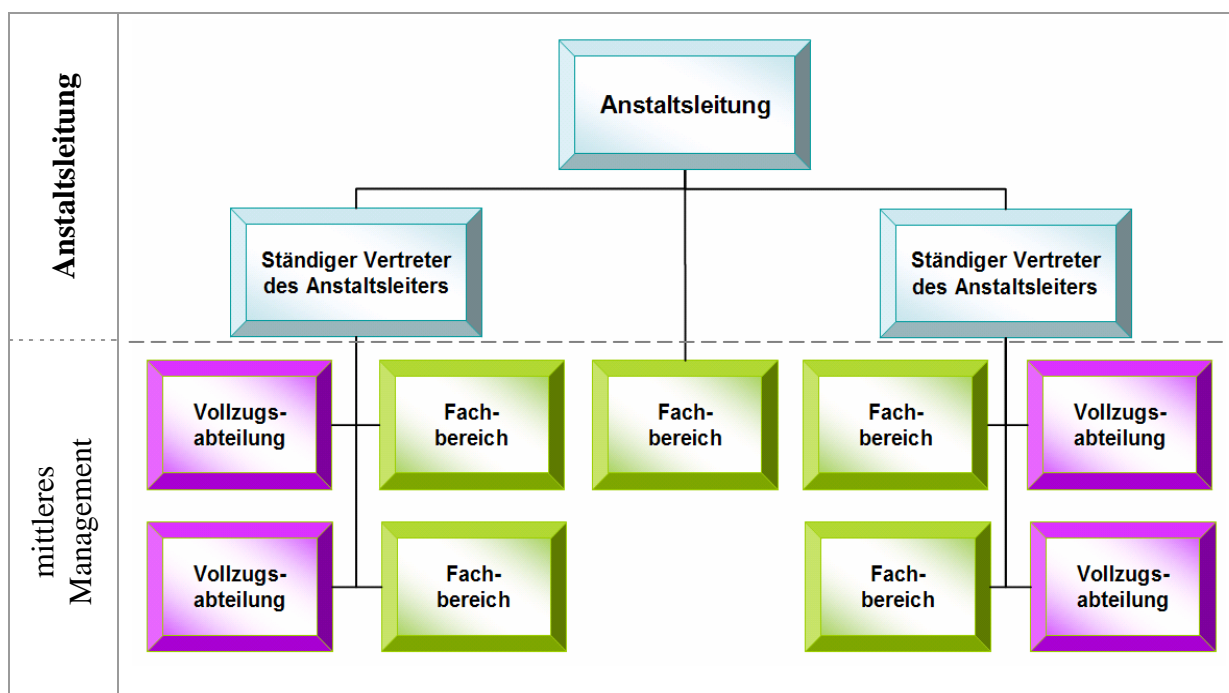 Anstaltsleitung
Anstaltsleitung
Ständiger Vertreter
des Anstaltsleiters
Ständiger Vertreter
des Anstaltsleiters
mittleres
Management
Vollzugs-
abteilung
Fach-
bereich
Fach-
bereich
Fach-
bereich
Vollzugs-
abteilung
Vollzugs-
abteilung
Fach-
bereich
Fach-
bereich
Vollzugs-
abteilung